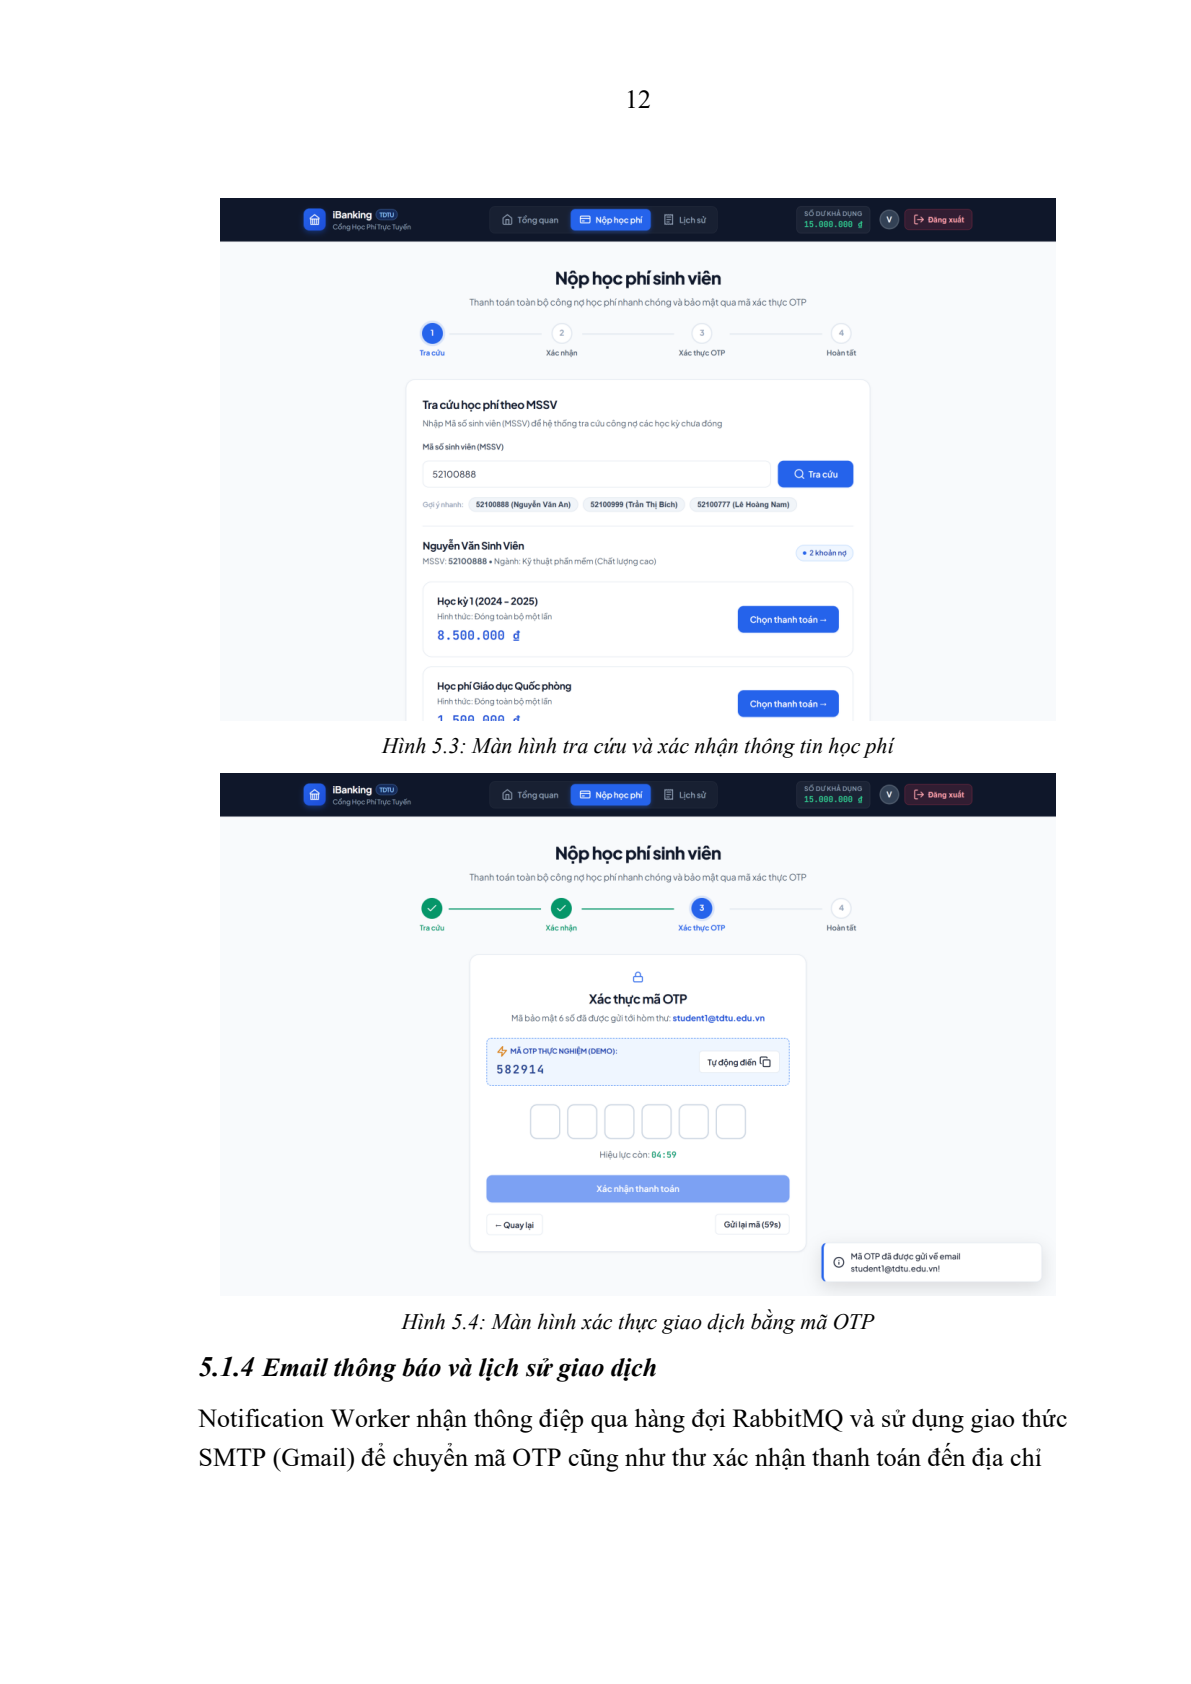 12
iBanking TDTU
Cổng Học Phí Trực Tuyến
Tổng quan
Nộp học phí
Lịch sử
SỐ DƯ KHẢ DỤNG
15.000.000 ₫
V
Đăng xuất
Nộp học phí sinh viên
Thanh toán toàn bộ công nợ học phí nhanh chóng và bảo mật qua mã xác thực OTP
1
2
3
4
Tra cứu
Xác nhận
Xác thực OTP
Hoàn tất
Tra cứu học phí theo MSSV
Nhập Mã số sinh viên (MSSV) để hệ thống tra cứu công nợ các học kỳ chưa đóng
Mã số sinh viên (MSSV)
52100888
Tra cứu
Gợi ý nhanh: 52100888 (Nguyễn Văn An) 52100999 (Trần Thị Bích) 52100777 (Lê Hoàng Nam)
Nguyễn Văn Sinh Viên
MSSV: 52100888 • Ngành: Kỹ thuật phần mềm (Chất lượng cao)
• 2 khoản nợ
Học kỳ 1 (2024 - 2025)
Hình thức: Đóng toàn bộ một lần
8.500.000 ₫
Chọn thanh toán →
Học phí Giáo dục Quốc phòng
Hình thức: Đóng toàn bộ một lần
1.500.000 ₫
Chọn thanh toán →
Hình 5.3: Màn hình tra cứu và xác nhận thông tin học phí
iBanking TDTU
Cổng Học Phí Trực Tuyến
Tổng quan
Nộp học phí
Lịch sử
SỐ DƯ KHẢ DỤNG
15.000.000 ₫
V
Đăng xuất
Nộp học phí sinh viên
Thanh toán toàn bộ công nợ học phí nhanh chóng và bảo mật qua mã xác thực OTP
3
4
Tra cứu
Xác nhận
Xác thực OTP
Hoàn tất
Xác thực mã OTP
Mã bảo mật 6 số đã được gửi tới hòm thư: student1@tdtu.edu.vn
MÃ OTP THỰC NGHIỆM (DEMO):
582914
Tự động điền
Hiệu lực còn: 04:59
Xác nhận thanh toán
← Quay lại
Gửi lại mã (59s)
Mã OTP đã được gửi về email
student1@tdtu.edu.vn!
Hình 5.4: Màn hình xác thực giao dịch bằng mã OTP
5.1.4 Email thông báo và lịch sử giao dịch
Notification Worker nhận thông điệp qua hàng đợi RabbitMQ và sử dụng giao thức
SMTP (Gmail) để chuyển mã OTP cũng như thư xác nhận thanh toán đến địa chỉ